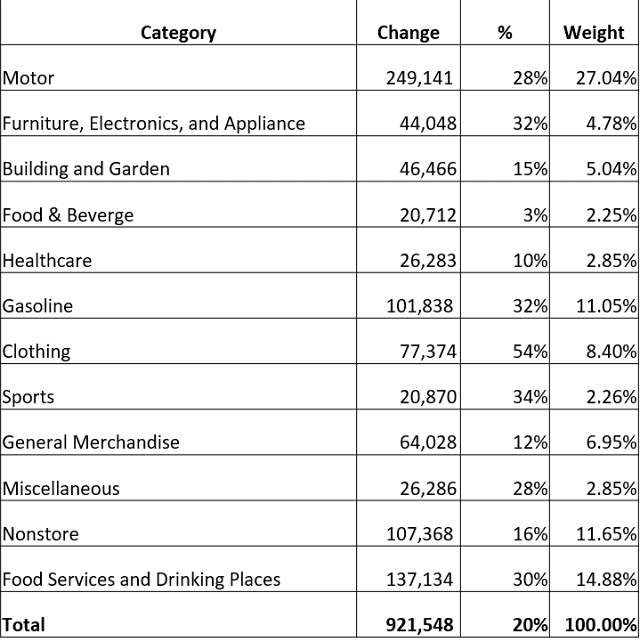 Category Change % Weight
Motor 249,141 28% 27.04%
Furniture, Electronics, and Appliance 44,048 32% 4.78%
Building and Garden 46,466 15% 5.04%
Food & Beverge 20,712 3% 2.25%
Healthcare 26,283 10% 2.85%
Gasoline 101,838 32% 11.05%
Clothing 77,374 54% 8.40%
Sports 20,870 34% 2.26%
General Merchandise 64,028 12% 6.95%
Miscellaneous 26,286 28% 2.85%
Nonstore 107,368 16% 11.65%
Food Services and Drinking Places 137,134 30% 14.88%
Total 921,548 20% 100.00%